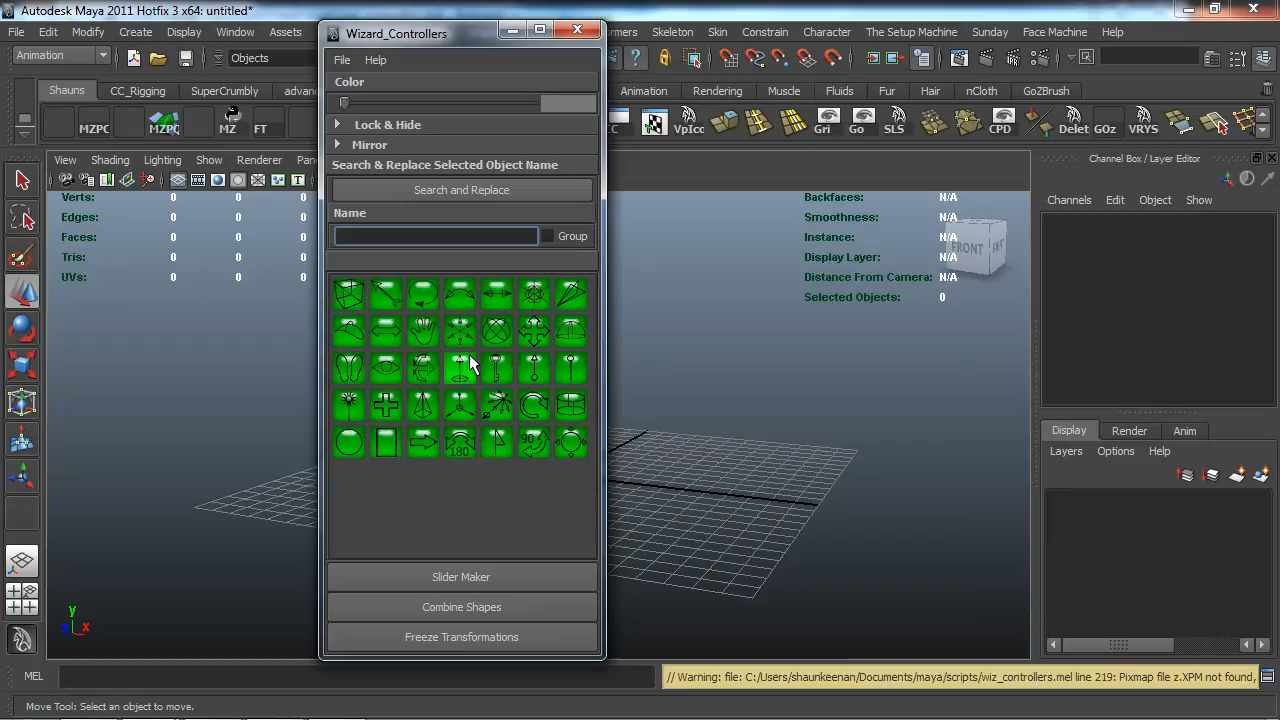 Autodesk Maya 2011 Hotfix 3 x64: untitled*
File Edit Modify Create Display Window Assets
Skeleton Skin Constrain Character The Setup Machine Sunday Face Machine Help
Animation
Objects
Wizard_Controllers
File Help
Color
Lock & Hide
Mirror
Search & Replace Selected Object Name
Search and Replace
Name
Group
180
90
Slider Maker
Combine Shapes
Freeze Transformations
Shauns CC_Rigging SuperCrumbly
Animation Rendering Muscle Fluids Fur Hair nCloth GoZBrush
MZPC MZPC MZ FT
VpIcc Gri Go SLS CPD Delet GOz VRYS
View Shading Lighting Show Renderer
Verts: 0 0 0
Edges: 0 0 0
Faces: 0 0 0
Tris: 0 0 0
UVs: 0 0 0
Backfaces: N/A
Smoothness: N/A
Instance: N/A
Display Layer: N/A
Distance From Camera: N/A
Selected Objects: 0
FRONT
y
x
Channel Box / Layer Editor
Channels Edit Object Show
Display Render Anim
Layers Options Help
MEL
// Warning: file: C:/Users/shaunkeenan/Documents/maya/scripts/wiz_controllers.mel line 219: Pixmap file z.XPM not found,
Move Tool: Select an object to move.